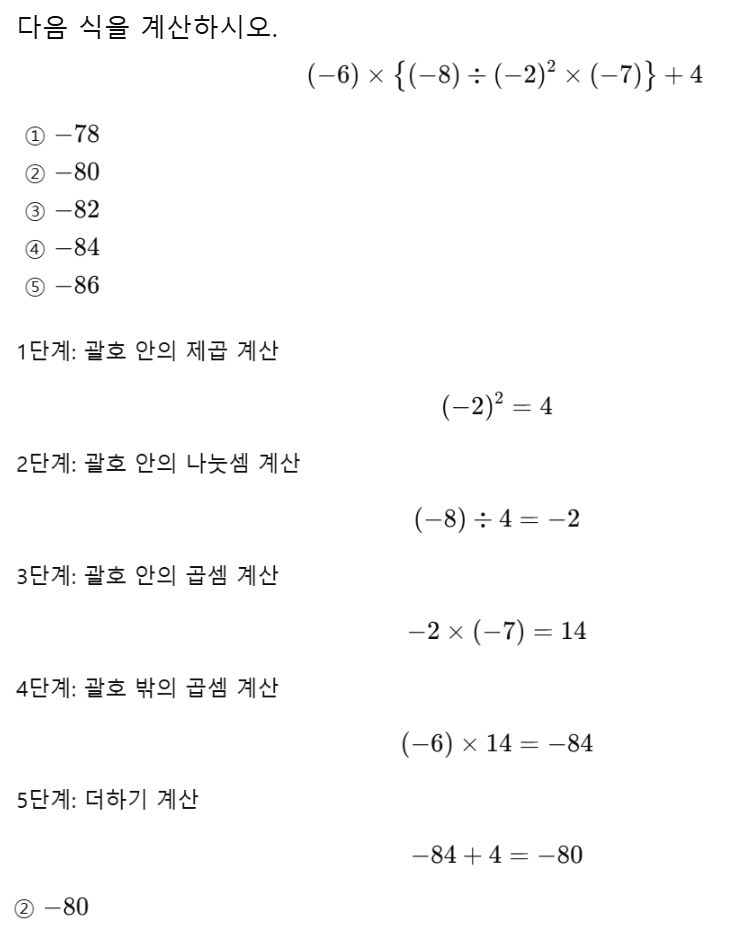 다음 식을 계산하시오.
(−6) × {(−8) ÷ (−2)² × (−7)} + 4
① −78
② −80
③ −82
④ −84
⑤ −86
1단계: 괄호 안의 제곱 계산
(−2)² = 4
2단계: 괄호 안의 나눗셈 계산
(−8) ÷ 4 = −2
3단계: 괄호 안의 곱셈 계산
−2 × (−7) = 14
4단계: 괄호 밖의 곱셈 계산
(−6) × 14 = −84
5단계: 더하기 계산
−84 + 4 = −80
② −80